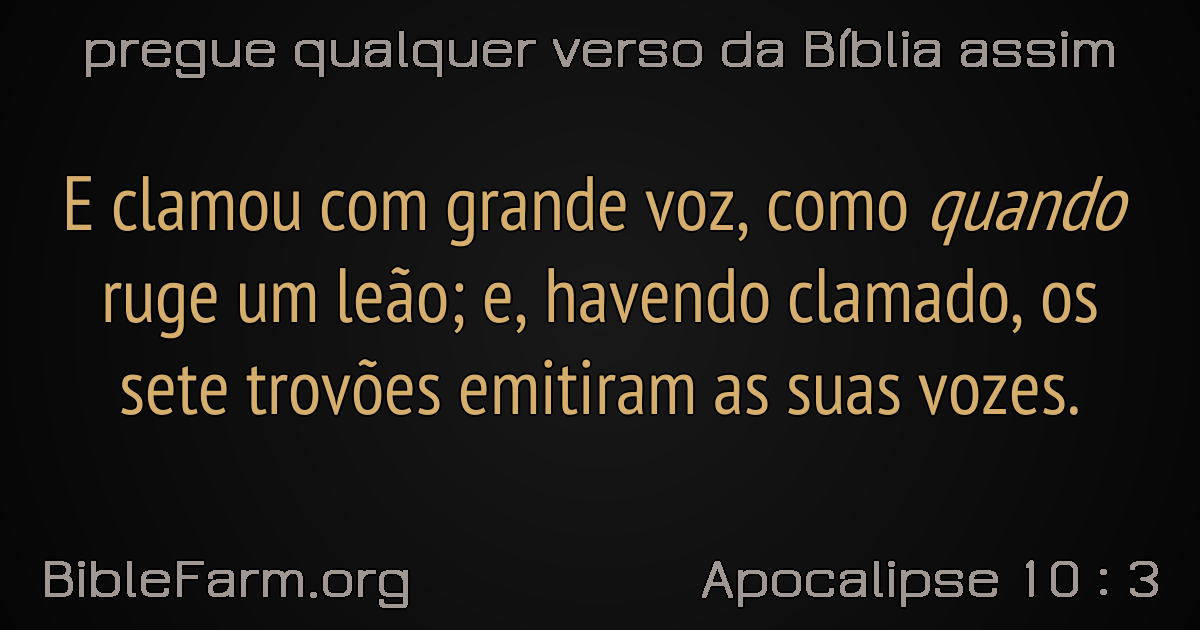 pregue qualquer verso da Bíblia assim
E clamou com grande voz, como quando
ruge um leão; e, havendo clamado, os
sete trovões emitiram as suas vozes.
BibleFarm.org
Apocalipse 10 : 3